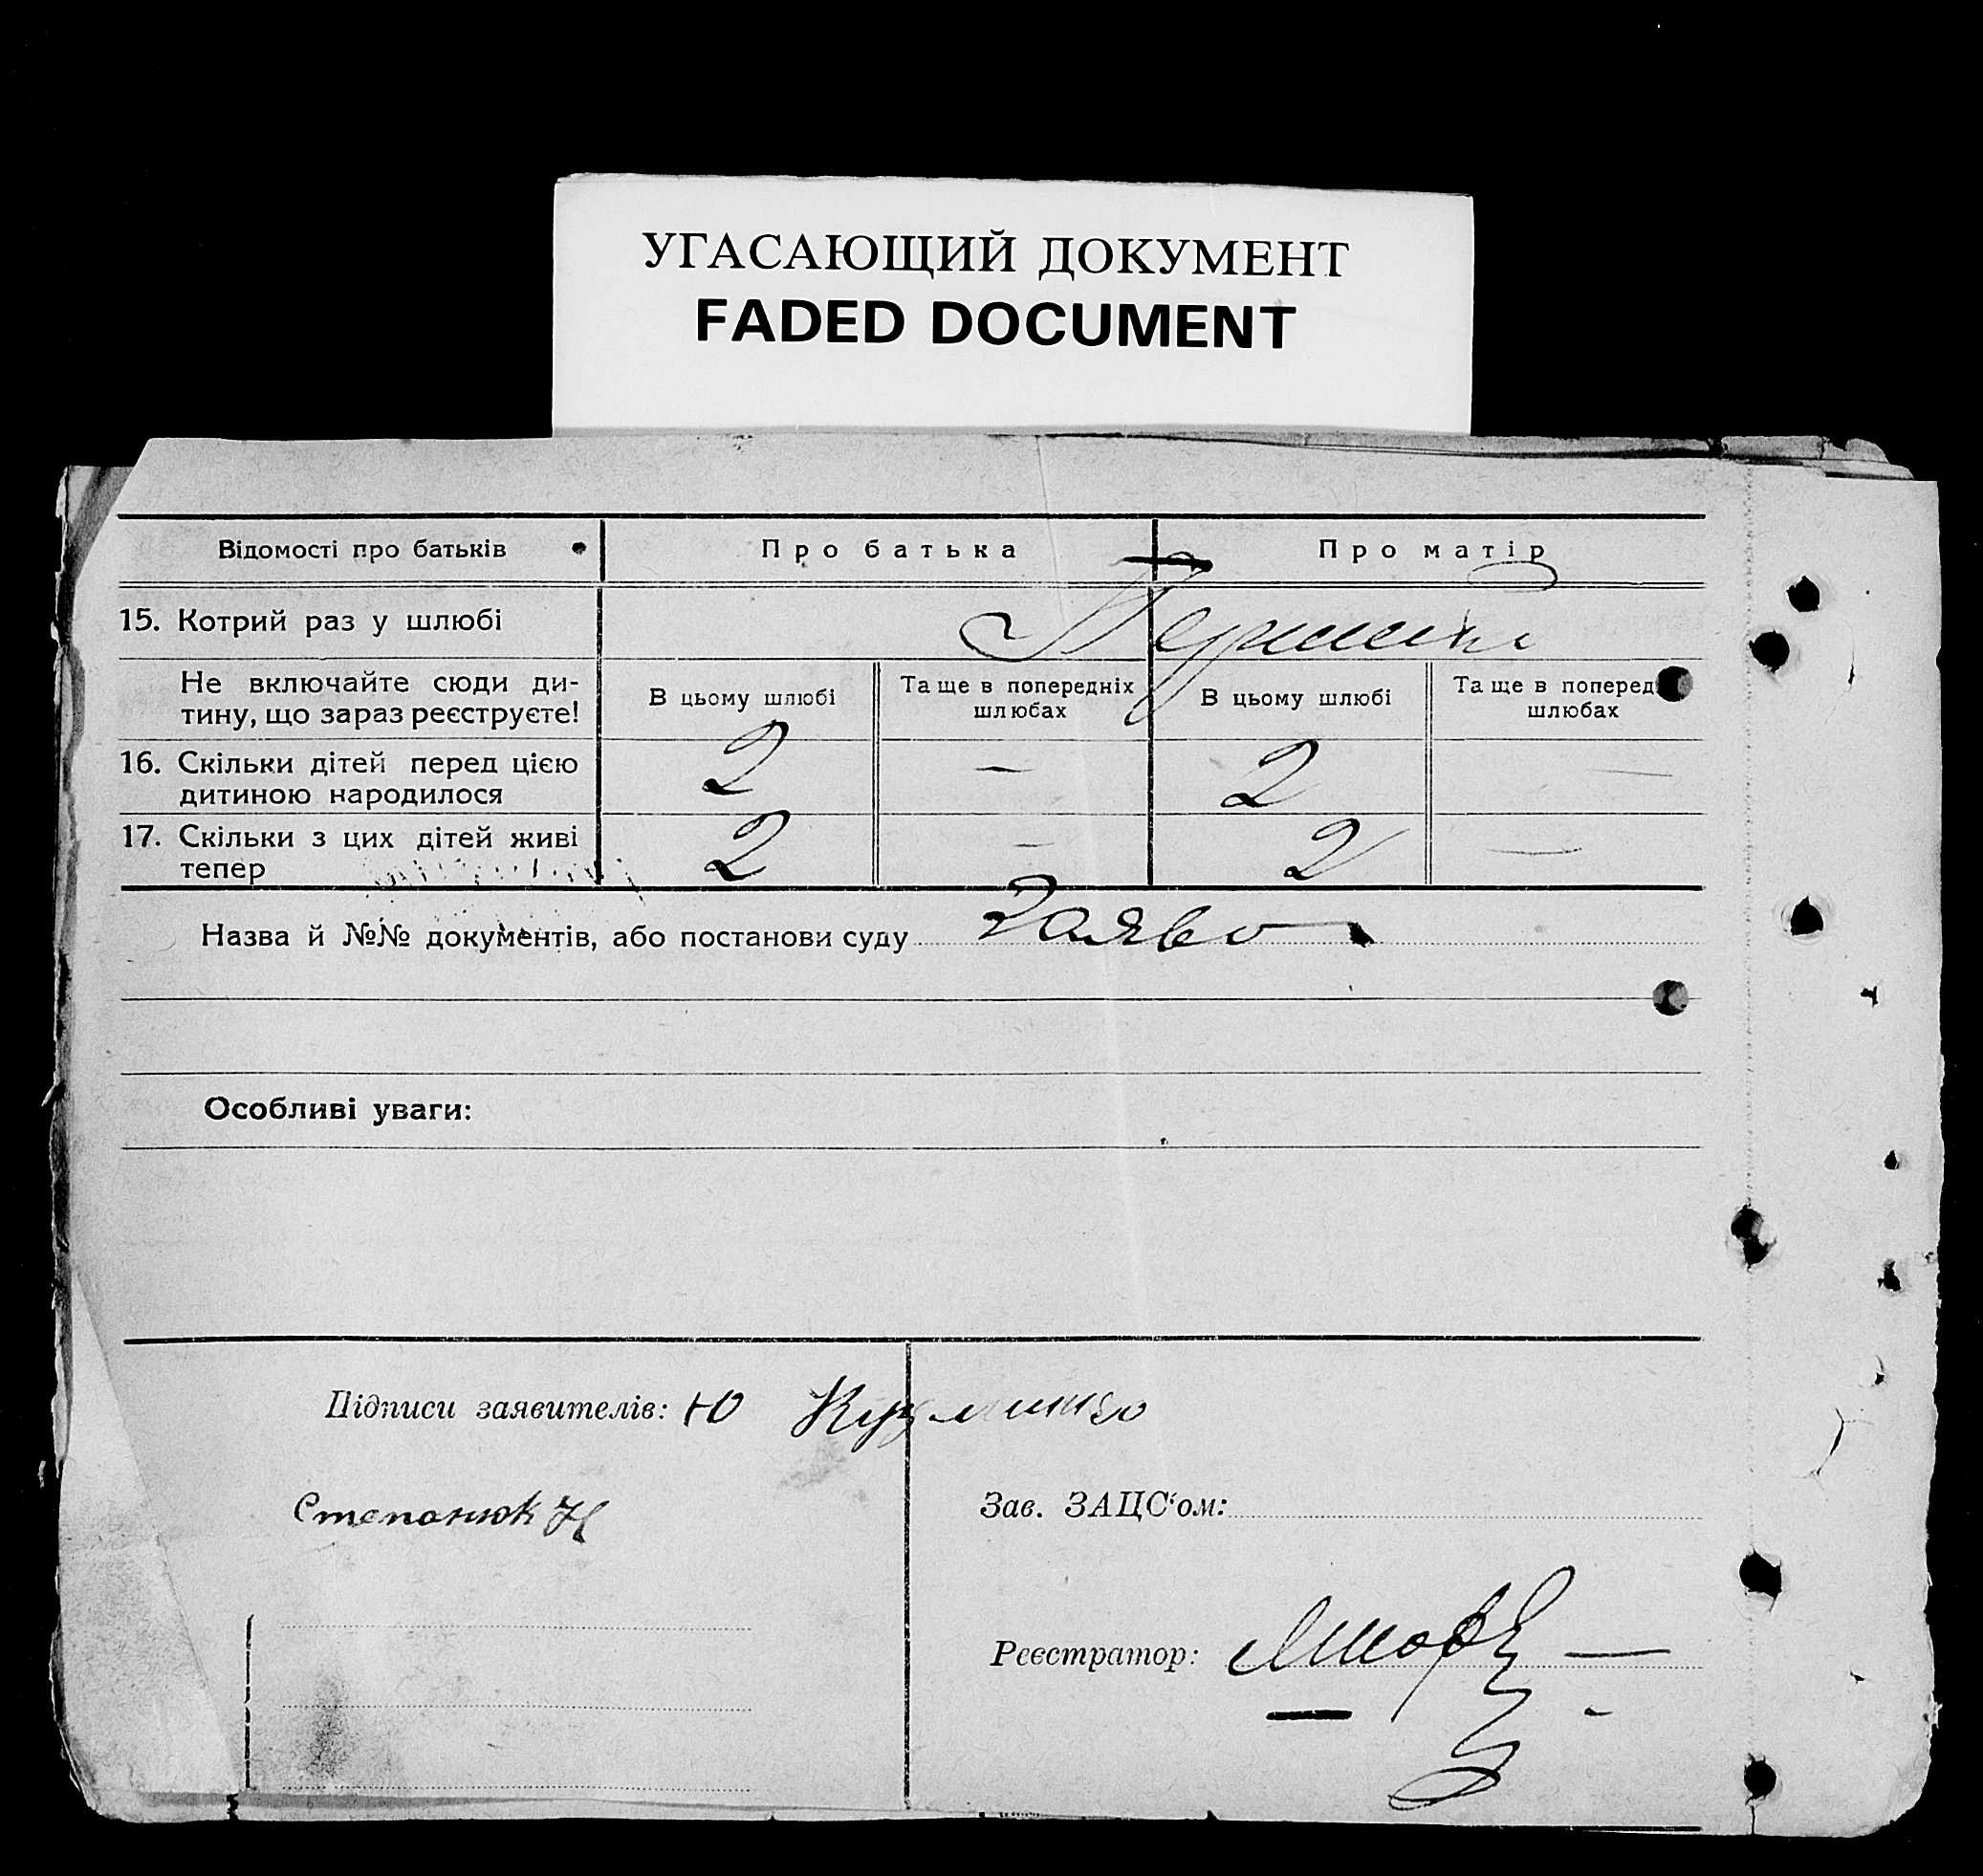 УГАСАЮЩИЙ ДОКУМЕНТ
FADED DOCUMENT
Відомості про батьків
Про батька
Про матір
15. Котрий раз у шлюбі
Не включайте сюди ди-
тину, що зараз реєструєте!
В цьому шлюбі
Та ще в попередніх
шлюбах
В цьому шлюбі
Та ще в поперед
шлюбах
16. Скільки дітей перед цією
дитиною народилося
2 — 2 —
17. Скільки з цих дітей живі
тепер
2 — 2 —
Назва й №№ документів, або постанови суду Заява
Особливі уваги:
Підписи заявителів: Ю
Степанюк Н
Зав. ЗАЦС‘ом:
Реєстратор: